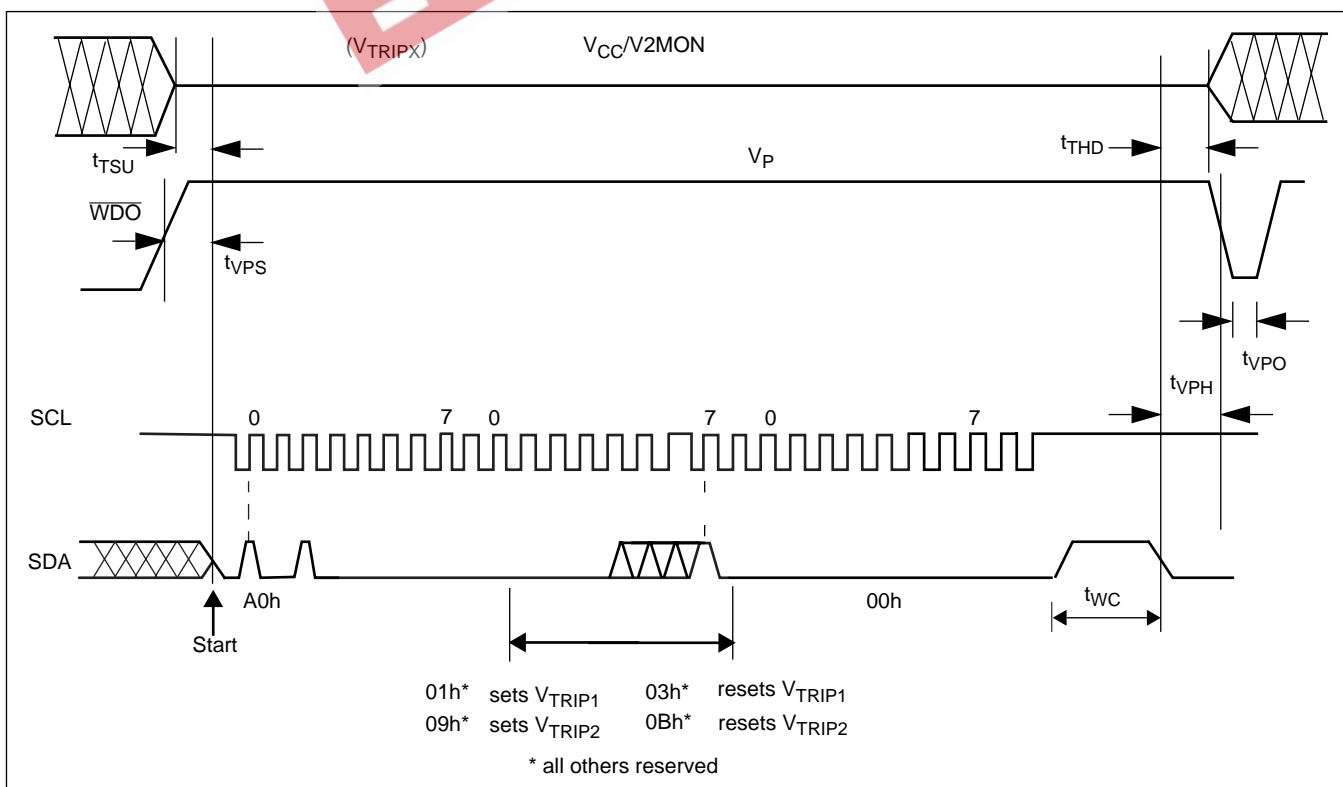 (VTRIPX) VCC/V2MON
tTSU tTHD
VP
WDO
tVPS
tVPO
tVPH
SCL 0 7 0 7 0 7
SDA
A0h 00h tWC
Start
01h* sets VTRIP1 03h* resets VTRIP1
09h* sets VTRIP2 0Bh* resets VTRIP2
* all others reserved